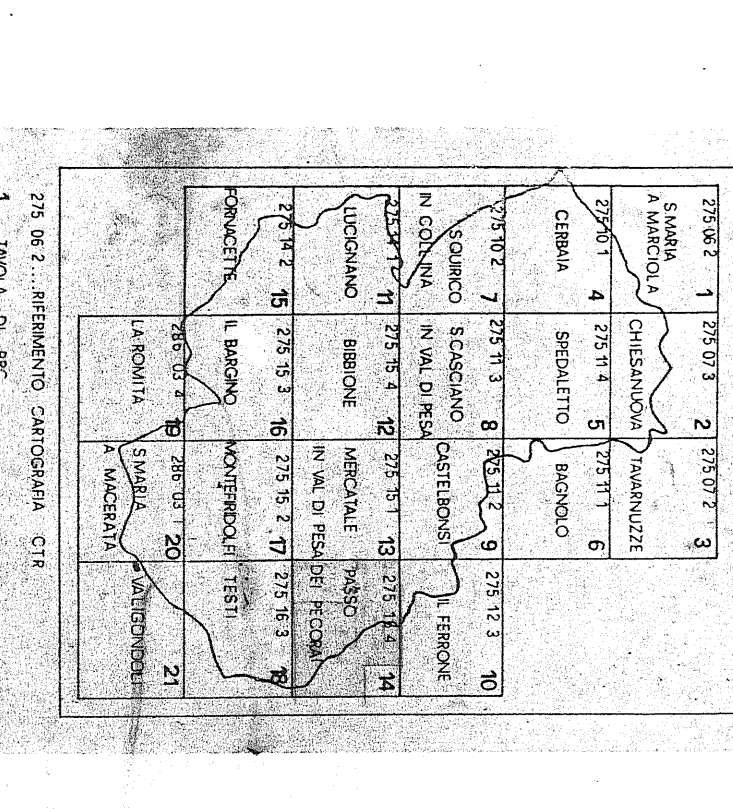 275 06 2 1
S.MARIA
A MARCIOLA
275 07 3 2
CHIESANUOVA
275 07 2 3
TAVARNUZZE
275 10 1 4
CERBAIA
275 11 4 5
SPEDALETTO
275 11 1 6
BAGNOLO
275 10 2 7
S.QUIRICO
IN COLLINA
275 11 3 8
S.CASCIANO
IN VAL DI PESA
275 11 2 9
CASTELBONSI
275 12 3 10
IL FERRONE
275 14 1 11
LUCIGNANO
275 15 4 12
BIBBIONE
275 15 1 13
MERCATALE
IN VAL DI PESA
275 16 4 14
PASSO
DEI PECORAI
275 14 2 15
FORNACETTE
275 15 3 16
IL BARGINO
275 15 2 17
MONTEFIRIDOLFI
275 16 3 18
TESTI
286 03 4 19
LA ROMITA
286 03 1 20
S.MARIA
A MACERATA
21
VALIGONDOLI
275 06 2....RIFERIMENTO CARTOGRAFIA CTR
1 TAVOLA DI